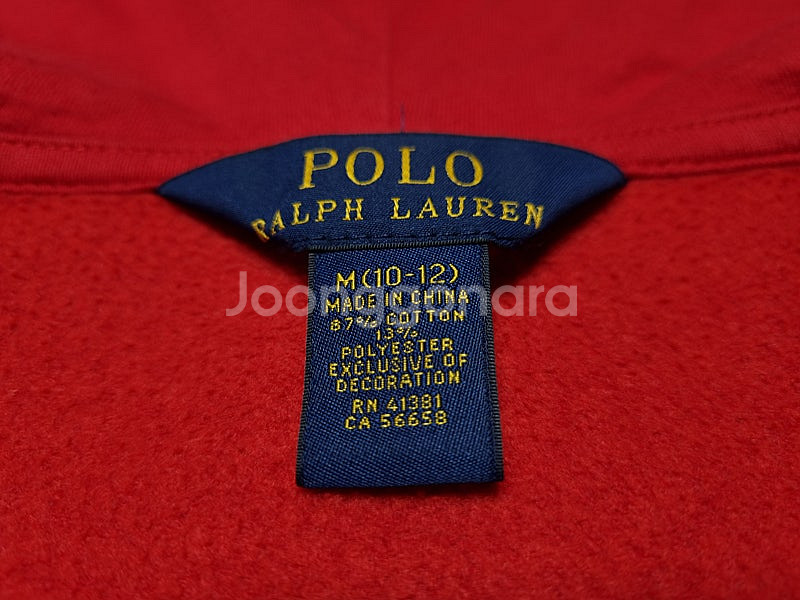 POLO
RALPH LAUREN
M(10-12)
Joonggonara
MADE IN CHINA
87% COTTON
13%
POLYESTER
EXCLUSIVE OF
DECORATION
RN 41381
CA 56658